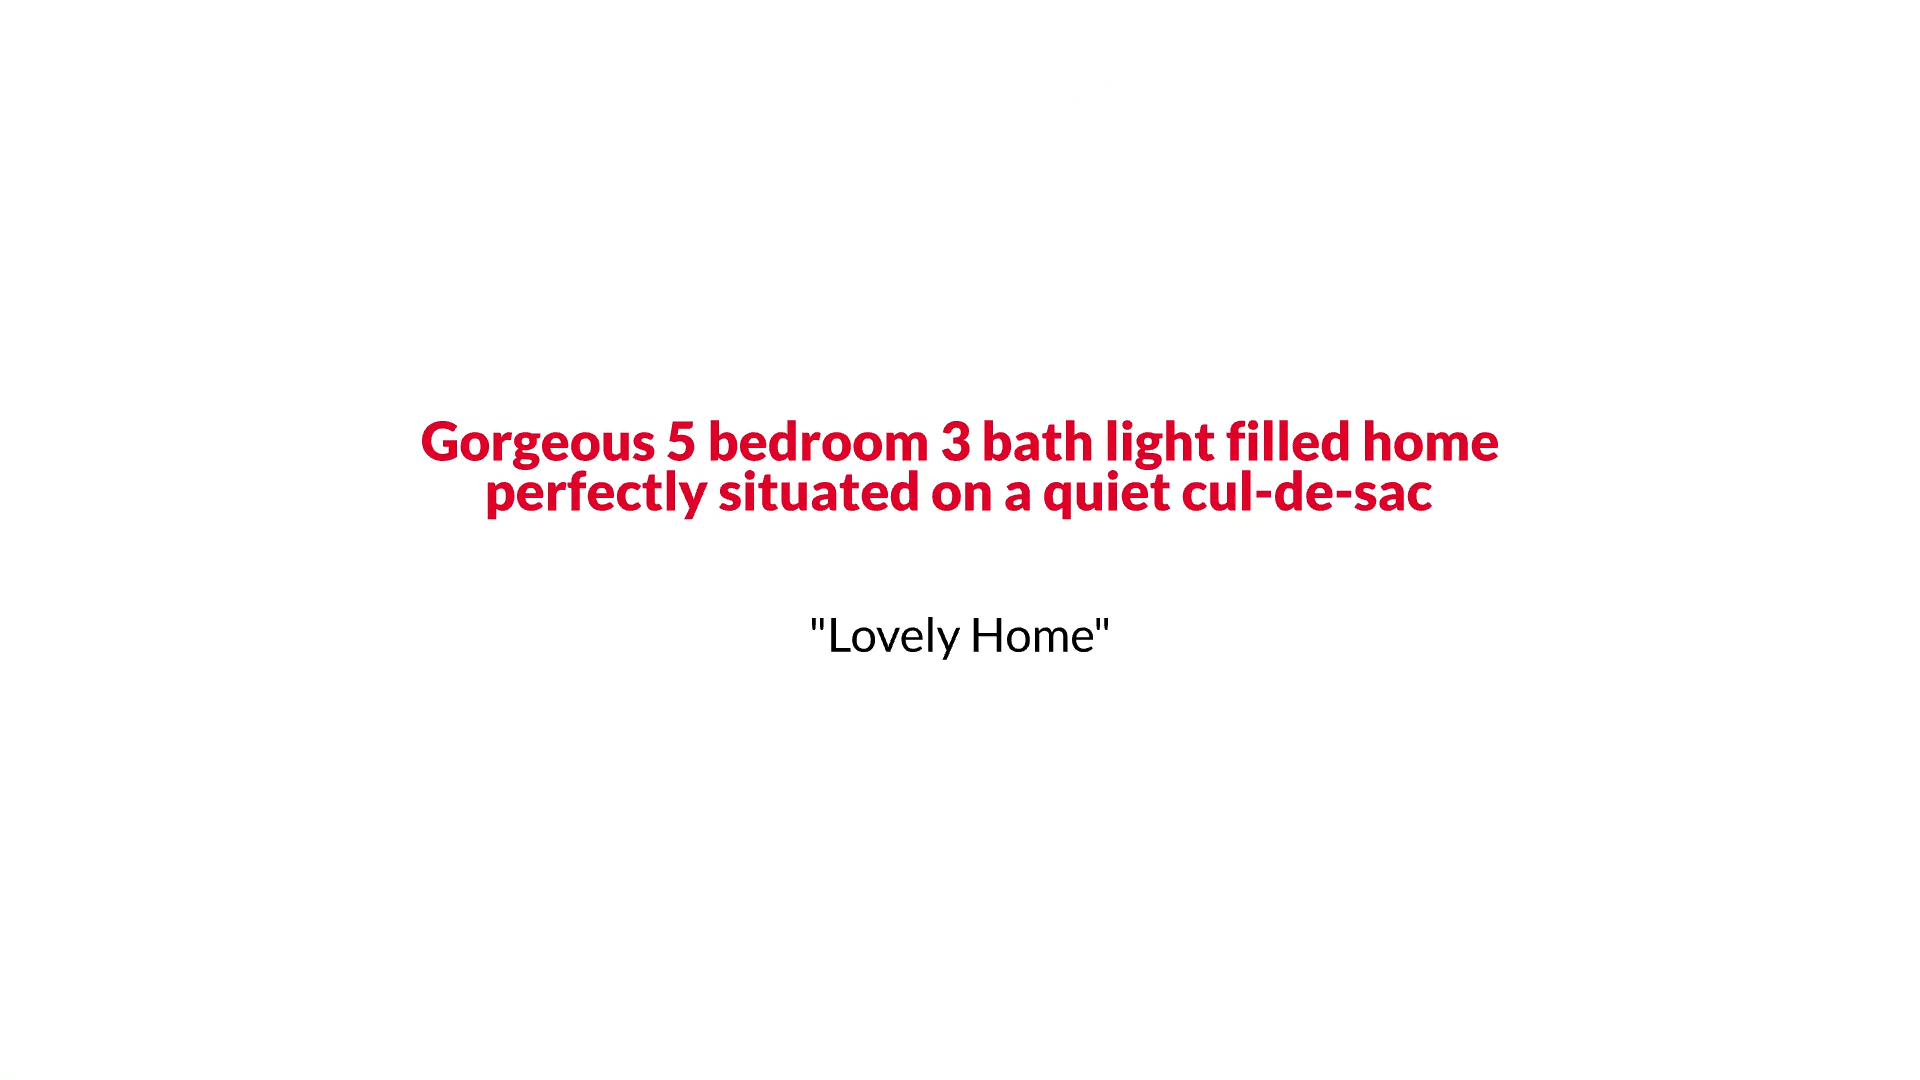 Gorgeous 5 bedroom 3 bath light filled home
perfectly situated on a quiet cul-de-sac
"Lovely Home"